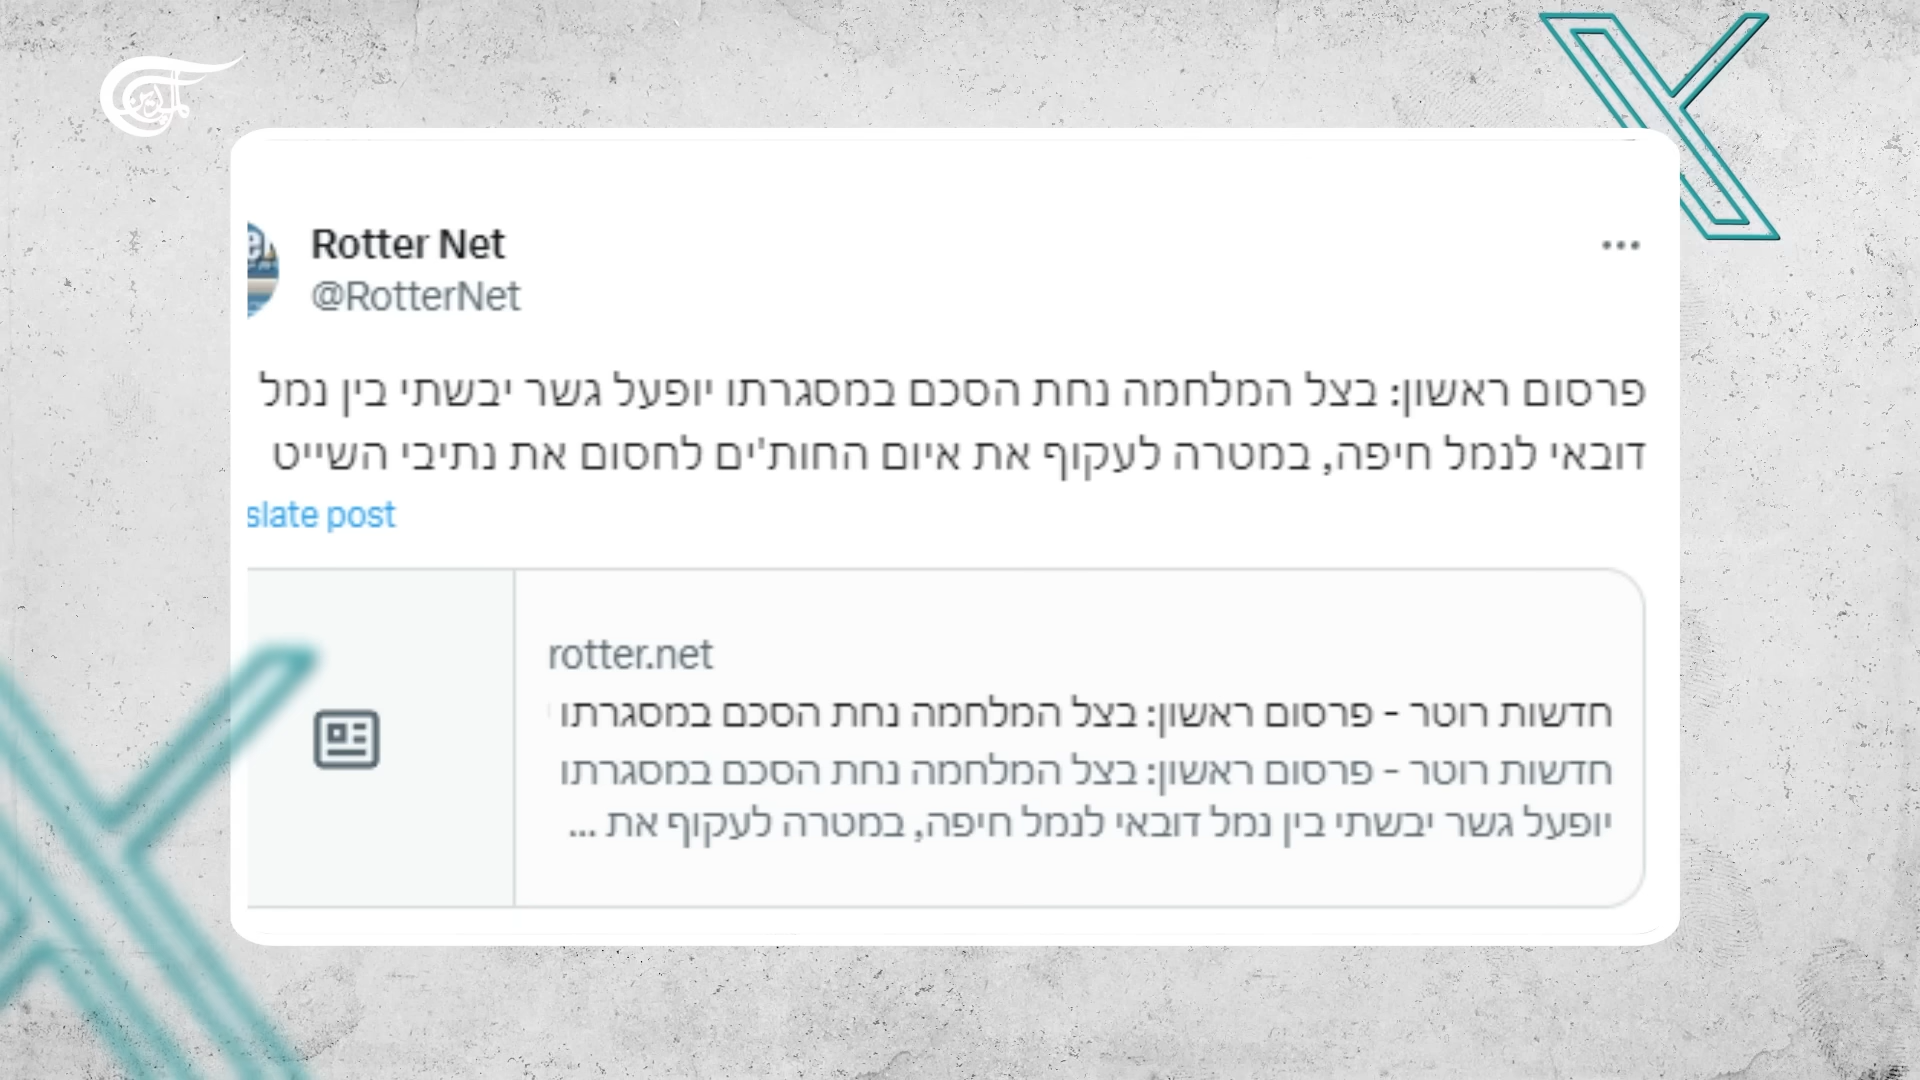 الميادين
Rotter Net
@RotterNet
פרסום ראשון: בצל המלחמה נחת הסכם במסגרתו יופעל גשר יבשתי בין נמל
דובאי לנמל חיפה, במטרה לעקוף את איום החות'ים לחסום את נתיבי השייט
slate post
rotter.net
חדשות רוטר - פרסום ראשון: בצל המלחמה נחת הסכם במסגרתו
חדשות רוטר - פרסום ראשון: בצל המלחמה נחת הסכם במסגרתו
יופעל גשר יבשתי בין נמל דובאי לנמל חיפה, במטרה לעקוף את ...